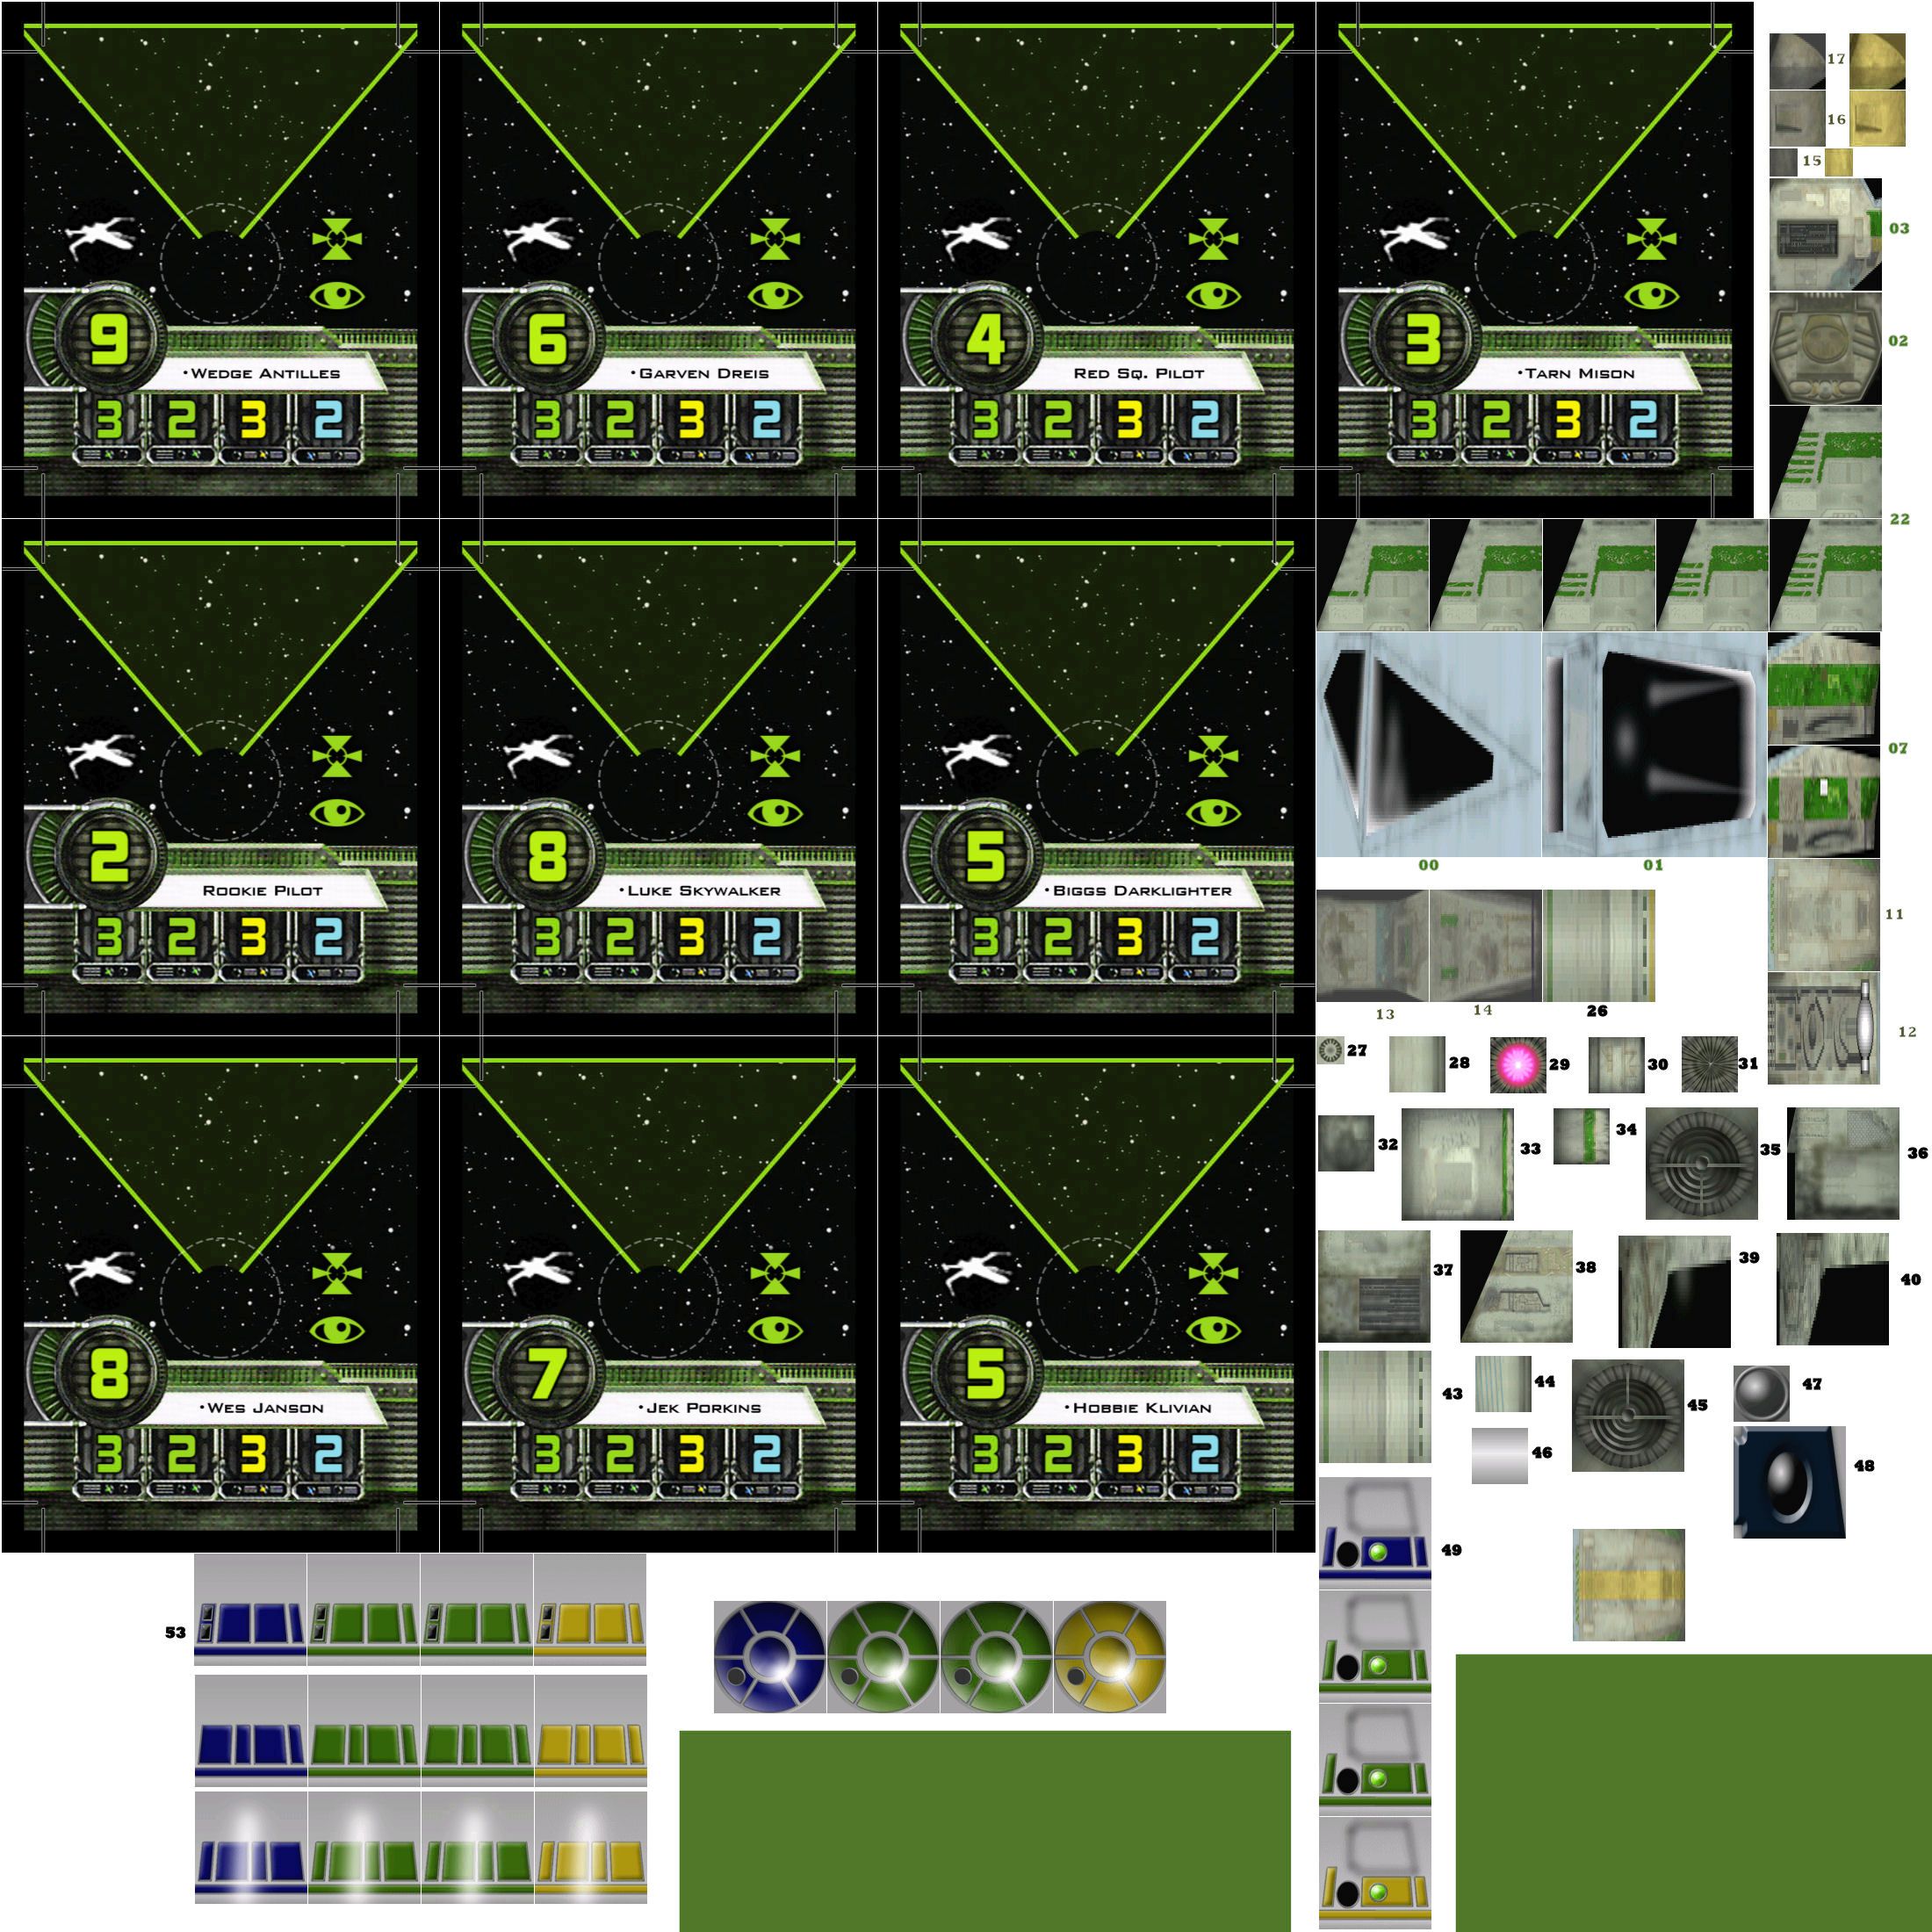 9
•Wedge Antilles
3 2 3 2
6
•Garven Dreis
3 2 3 2
4
Red Sq. Pilot
3 2 3 2
3
•Tarn Mison
3 2 3 2
2
Rookie Pilot
3 2 3 2
8
•Luke Skywalker
3 2 3 2
5
•Biggs Darklighter
3 2 3 2
8
•Wes Janson
3 2 3 2
7
•Jek Porkins
3 2 3 2
5
•Hobbie Klivian
3 2 3 2
17
16
15
03
02
22
07
00
01
11
13
14
26
12
27
28
29
30
31
32
33
34
35
36
37
38
39
40
43
44
45
46
47
48
49
53